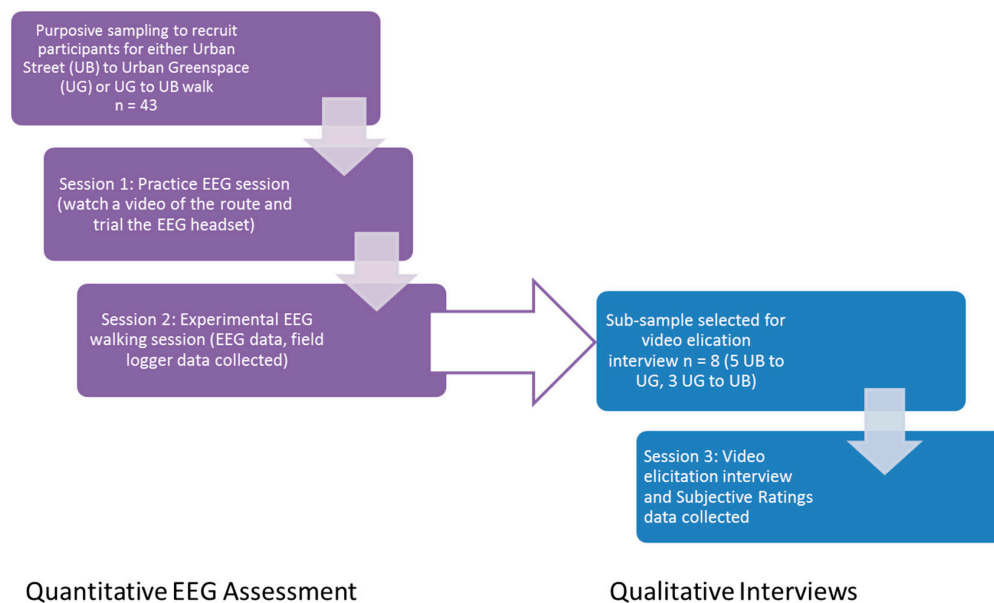 Purposive sampling to recruit
participants for either Urban
Street (UB) to Urban Greenspace
(UG) or UG to UB walk
n = 43
Session 1: Practice EEG session
(watch a video of the route and
trial the EEG headset)
Session 2: Experimental EEG
walking session (EEG data, field
logger data collected)
Sub-sample selected for
video elication
interview n = 8 (5 UB to
UG, 3 UG to UB)
Session 3: Video
elicitation interview
and Subjective Ratings
data collected
Quantitative EEG Assessment
Qualitative Interviews